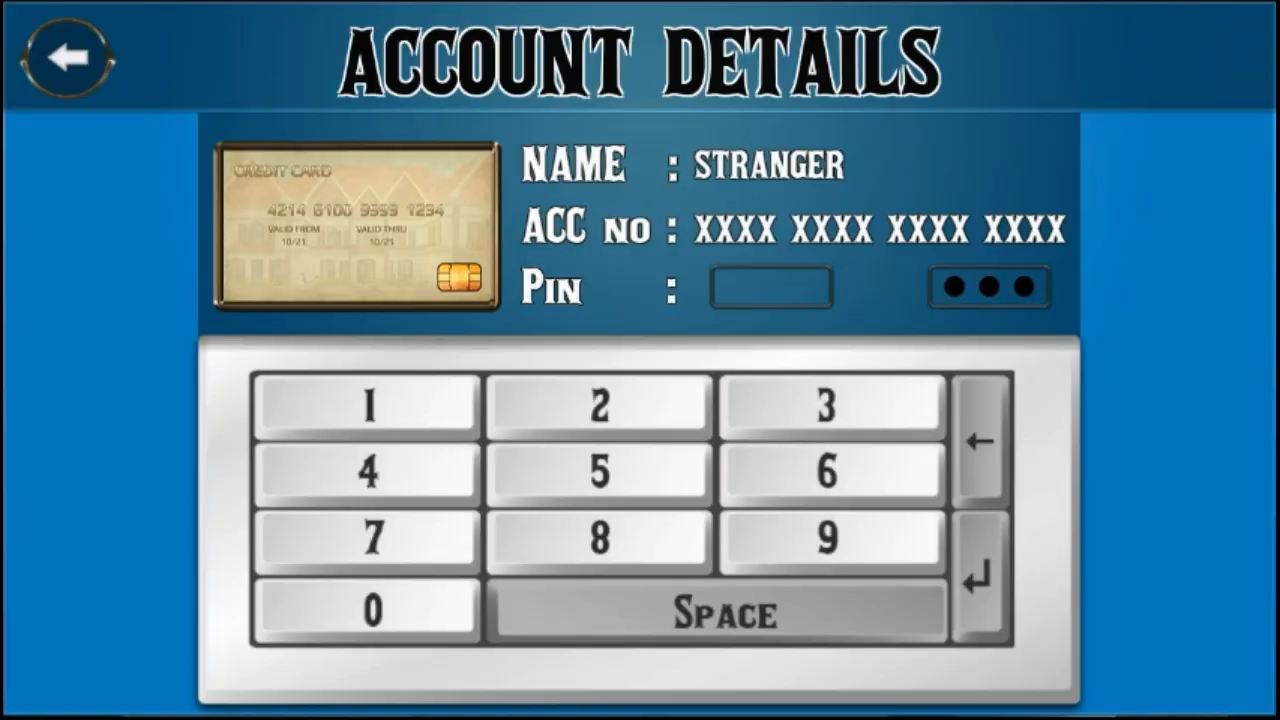 ACCOUNT DETAILS
CREDIT CARD
4214 6100 9999 1234
VALID FROM VALID THRU
10/21 10/21
NAME : STRANGER
ACC NO : XXXX XXXX XXXX XXXX
PIN :
1 2 3
←
4 5 6
7 8 9
↵
0 SPACE